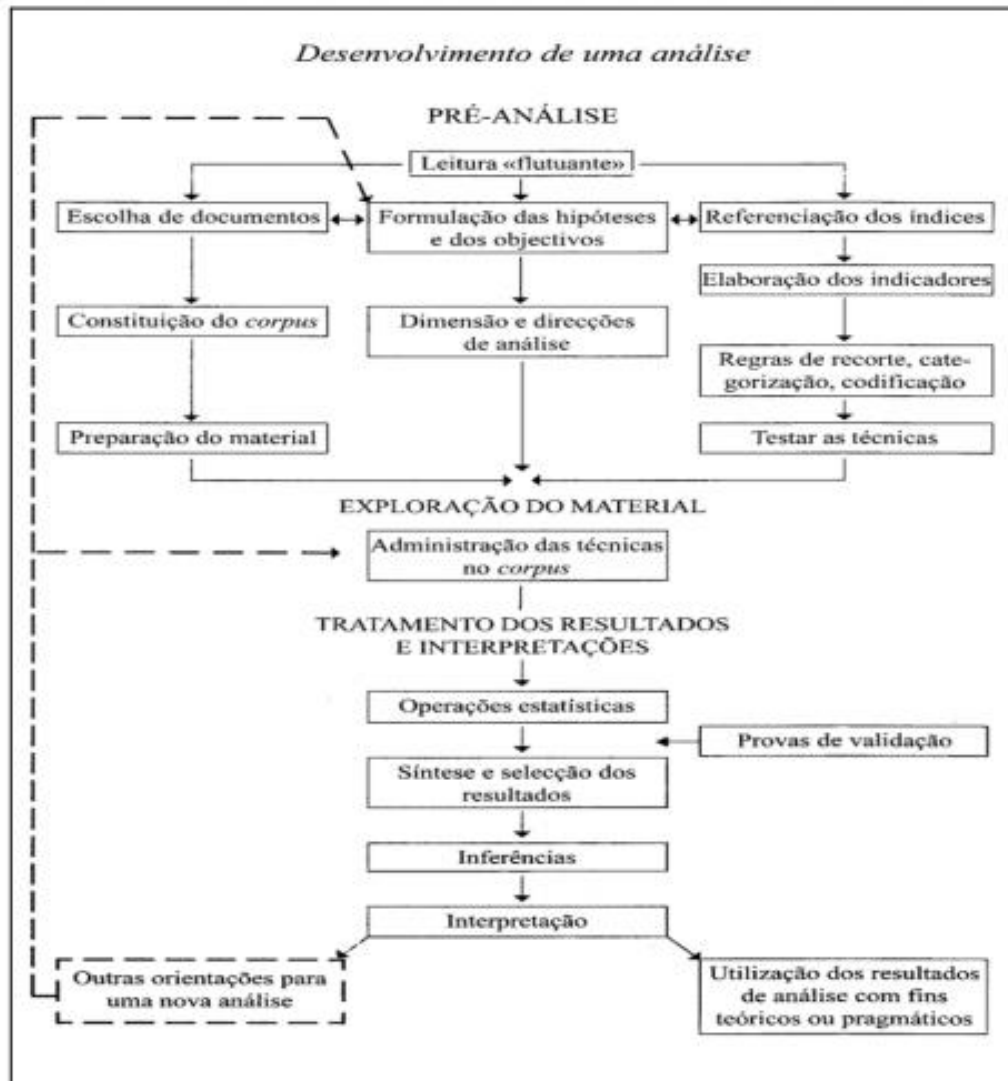 Desenvolvimento de uma análise
PRÉ-ANÁLISE
Leitura «flutuante»
Escolha de documentos
Formulação das hipóteses
e dos objectivos
Referenciação dos índices
Elaboração dos indicadores
Constituição do corpus
Dimensão e direcções
de análise
Regras de recorte, cate-
gorização, codificação
Preparação do material
Testar as técnicas
EXPLORAÇÃO DO MATERIAL
Administração das técnicas
no corpus
TRATAMENTO DOS RESULTADOS
E INTERPRETAÇÕES
Operações estatísticas
Provas de validação
Síntese e selecção dos
resultados
Inferências
Interpretação
Outras orientações para
uma nova análise
Utilização dos resultados
de análise com fins
teóricos ou pragmáticos